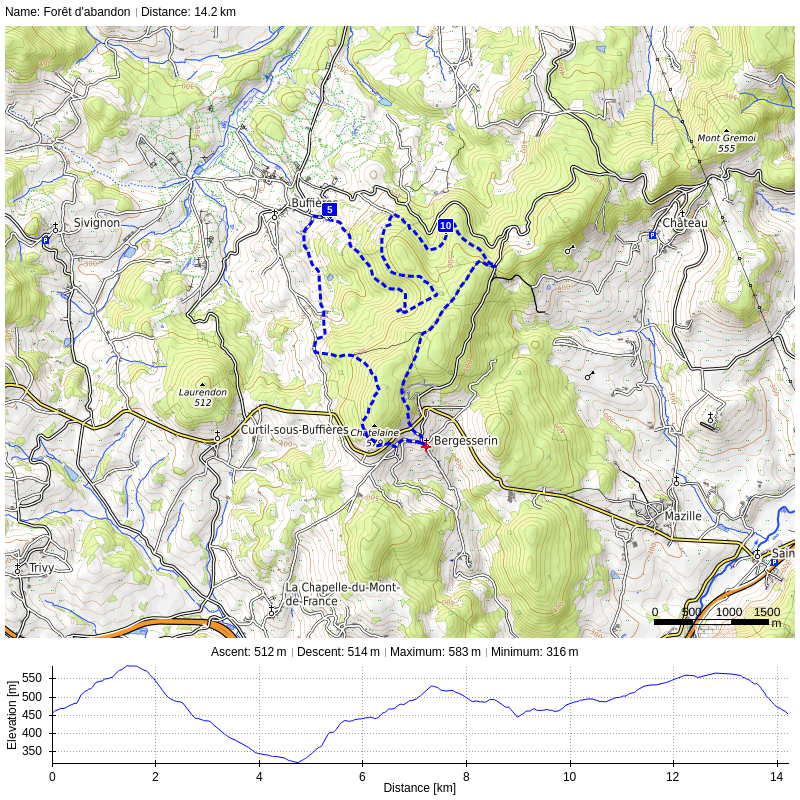 Name: Forêt d'abandon | Distance: 14.2 km
Mont Gremoi
555
Buffières
5
10
Sivignon
P
Château
P
Laurendon
512
Curtil-sous-Buffières
Châtelaine
Bergesserin
Mazille
Sain
P
Trivy
La Chapelle-du-Mont-
de-France
0 500 1000 1500
m
Ascent: 512 m | Descent: 514 m | Maximum: 583 m | Minimum: 316 m
Elevation [m]
550
500
450
400
350
0 2 4 6 8 10 12 14
Distance [km]